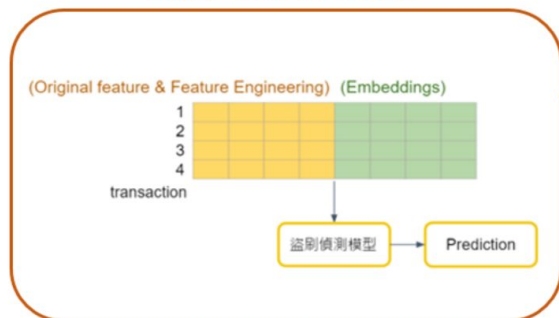 (Original feature & Feature Engineering) (Embeddings)
1
2
3
4
transaction
盜刷偵測模型
Prediction